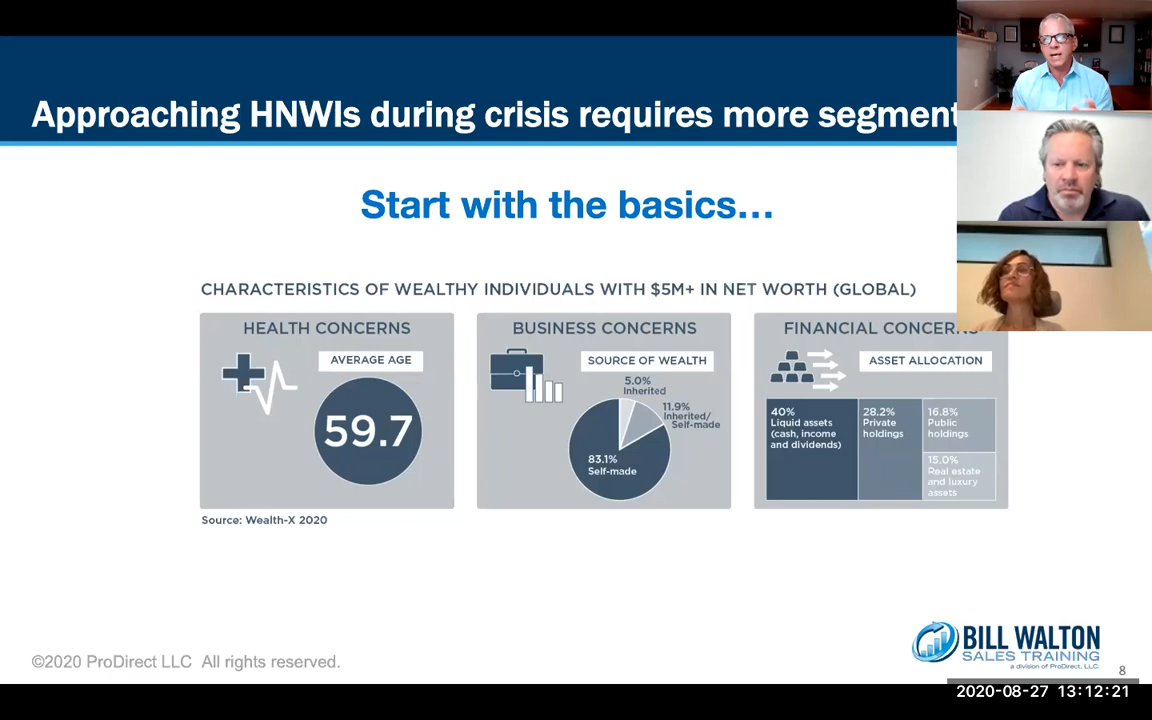 Approaching HNWIs during crisis requires more segment
Start with the basics...
CHARACTERISTICS OF WEALTHY INDIVIDUALS WITH $5M+ IN NET WORTH (GLOBAL)
HEALTH CONCERNS
AVERAGE AGE
59.7
BUSINESS CONCERNS
SOURCE OF WEALTH
5.0%
Inherited
11.9%
Inherited/
Self-made
83.1%
Self-made
FINANCIAL CONCERNS
ASSET ALLOCATION
40%
Liquid assets
(cash, income
and dividends)
28.2%
Private
holdings
16.8%
Public
holdings
15.0%
Real estate
and luxury
assets
Source: Wealth-X 2020
©2020 ProDirect LLC All rights reserved.
BILL WALTON
SALES TRAINING
a division of ProDirect, LLC.
8
2020-08-27 13:12:21